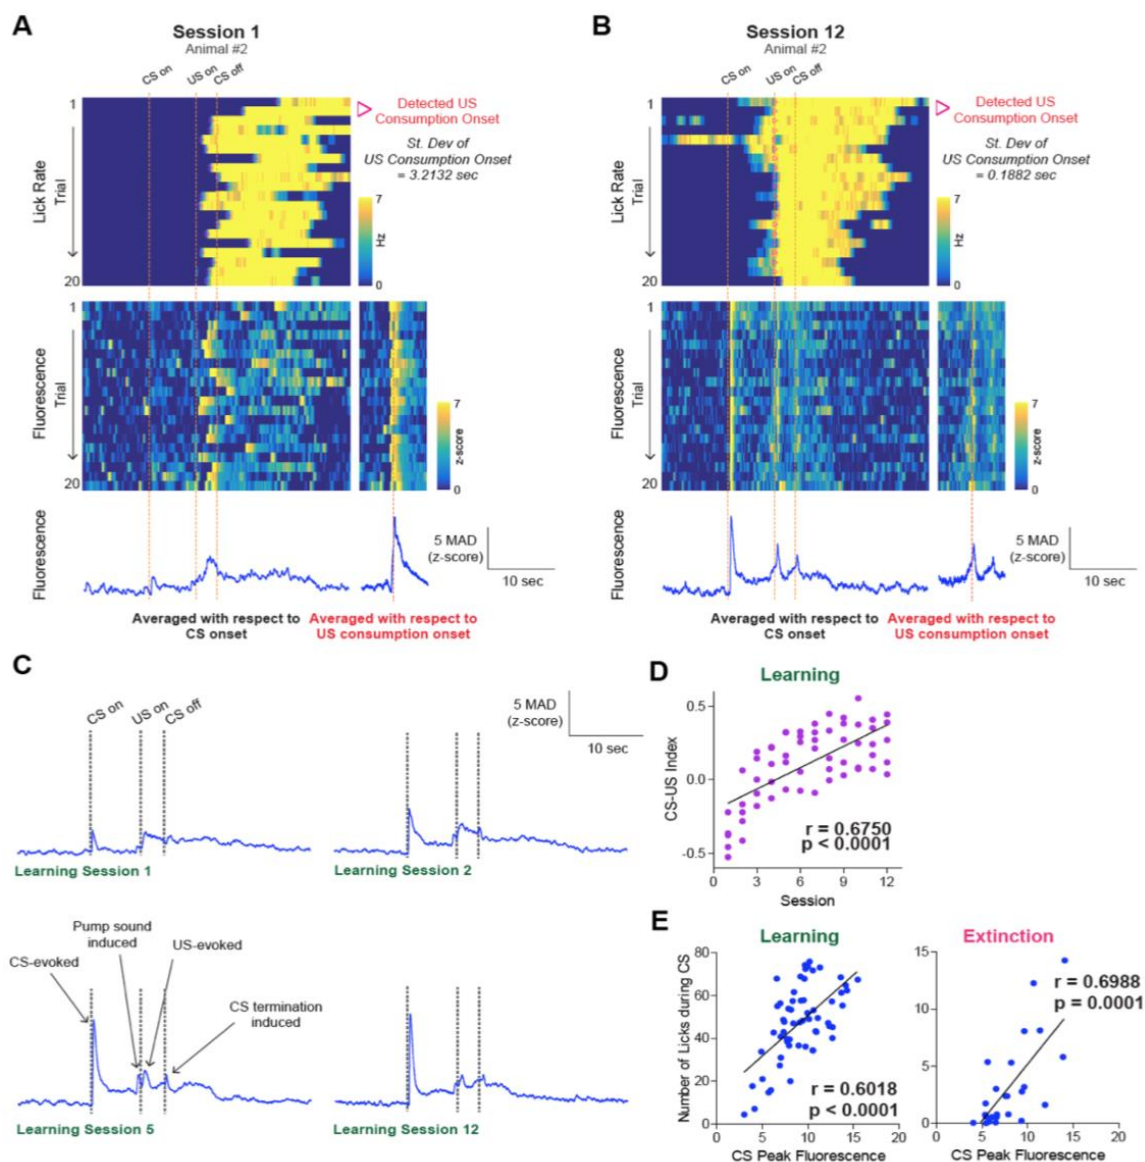 A
Session 1
Animal #2
CS on
US on
CS off
1
Lick Rate
Trial
20
Detected US
Consumption Onset
St. Dev of
US Consumption Onset
= 3.2132 sec
7
Hz
0
1
Fluorescence
Trial
20
7
z-score
0
Fluorescence
5 MAD
(z-score)
10 sec
Averaged with respect to
CS onset
Averaged with respect to
US consumption onset
B
Session 12
Animal #2
CS on
US on
CS off
1
Lick Rate
Trial
20
Detected US
Consumption Onset
St. Dev of
US Consumption Onset
= 0.1882 sec
7
Hz
0
1
Fluorescence
Trial
20
7
z-score
0
Fluorescence
5 MAD
(z-score)
10 sec
Averaged with respect to
CS onset
Averaged with respect to
US consumption onset
C
CS on
US on
CS off
5 MAD
(z-score)
10 sec
Learning Session 1
Learning Session 2
CS-evoked
Pump sound
induced
US-evoked
CS termination
induced
Learning Session 5
Learning Session 12
D
Learning
CS-US Index
0.5
0.0
-0.5
r = 0.6750
p < 0.0001
0 3 6 9 12
Session
E
Learning
Number of Licks during CS
80
60
40
20
0
r = 0.6018
p < 0.0001
0 5 10 15 20
CS Peak Fluorescence
Extinction
15
10
5
0
r = 0.6988
p = 0.0001
0 5 10 15 20
CS Peak Fluorescence